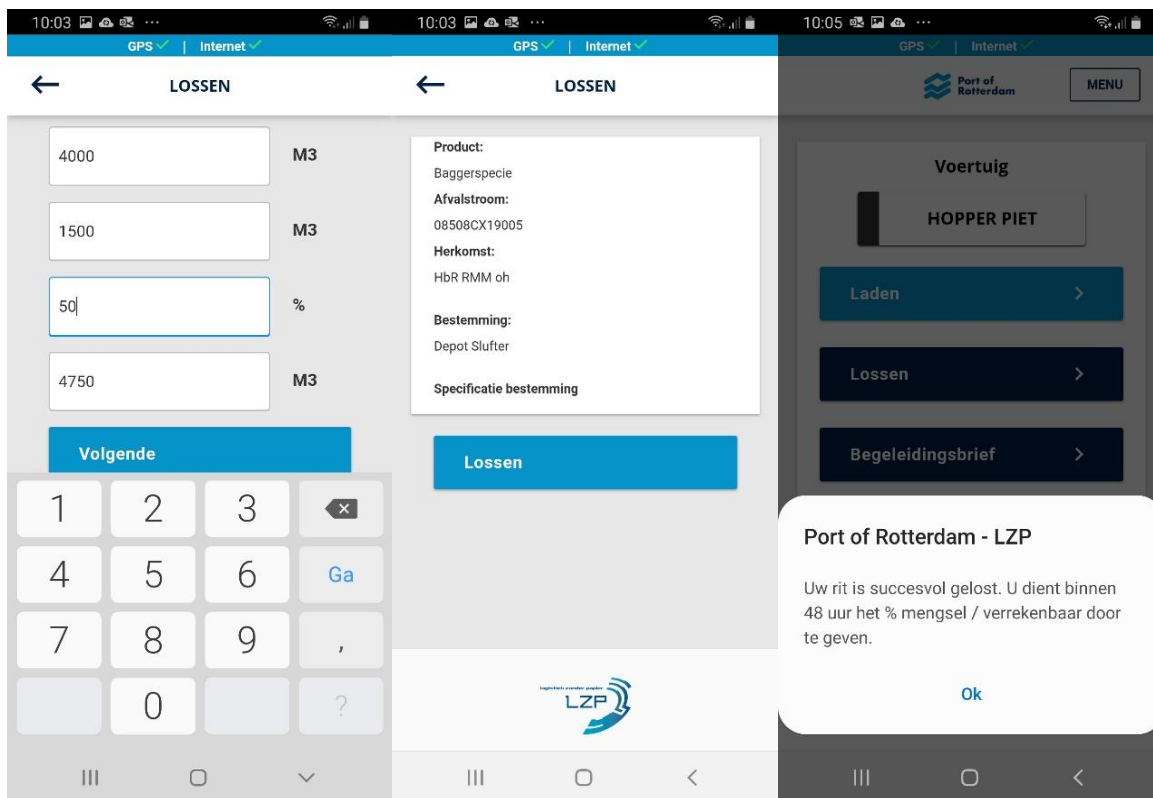 10:03
GPS | Internet
LOSSEN
4000 M3
1500 M3
50 %
4750 M3
Volgende
1 2 3
4 5 6 Ga
7 8 9 ,
0 ?
10:03
GPS | Internet
LOSSEN
Product:
Baggerspecie
Afvalstroom:
08508CX19005
Herkomst:
HbR RMM oh
Bestemming:
Depot Slufter
Specificatie bestemming
Lossen
logistiek zonder papier
LZP
10:05
GPS | Internet
Port of
Rotterdam
MENU
Voertuig
HOPPER PIET
Laden
Lossen
Begeleidingsbrief
Port of Rotterdam - LZP
Uw rit is succesvol gelost. U dient binnen
48 uur het % mengsel / verrekenbaar door
te geven.
Ok